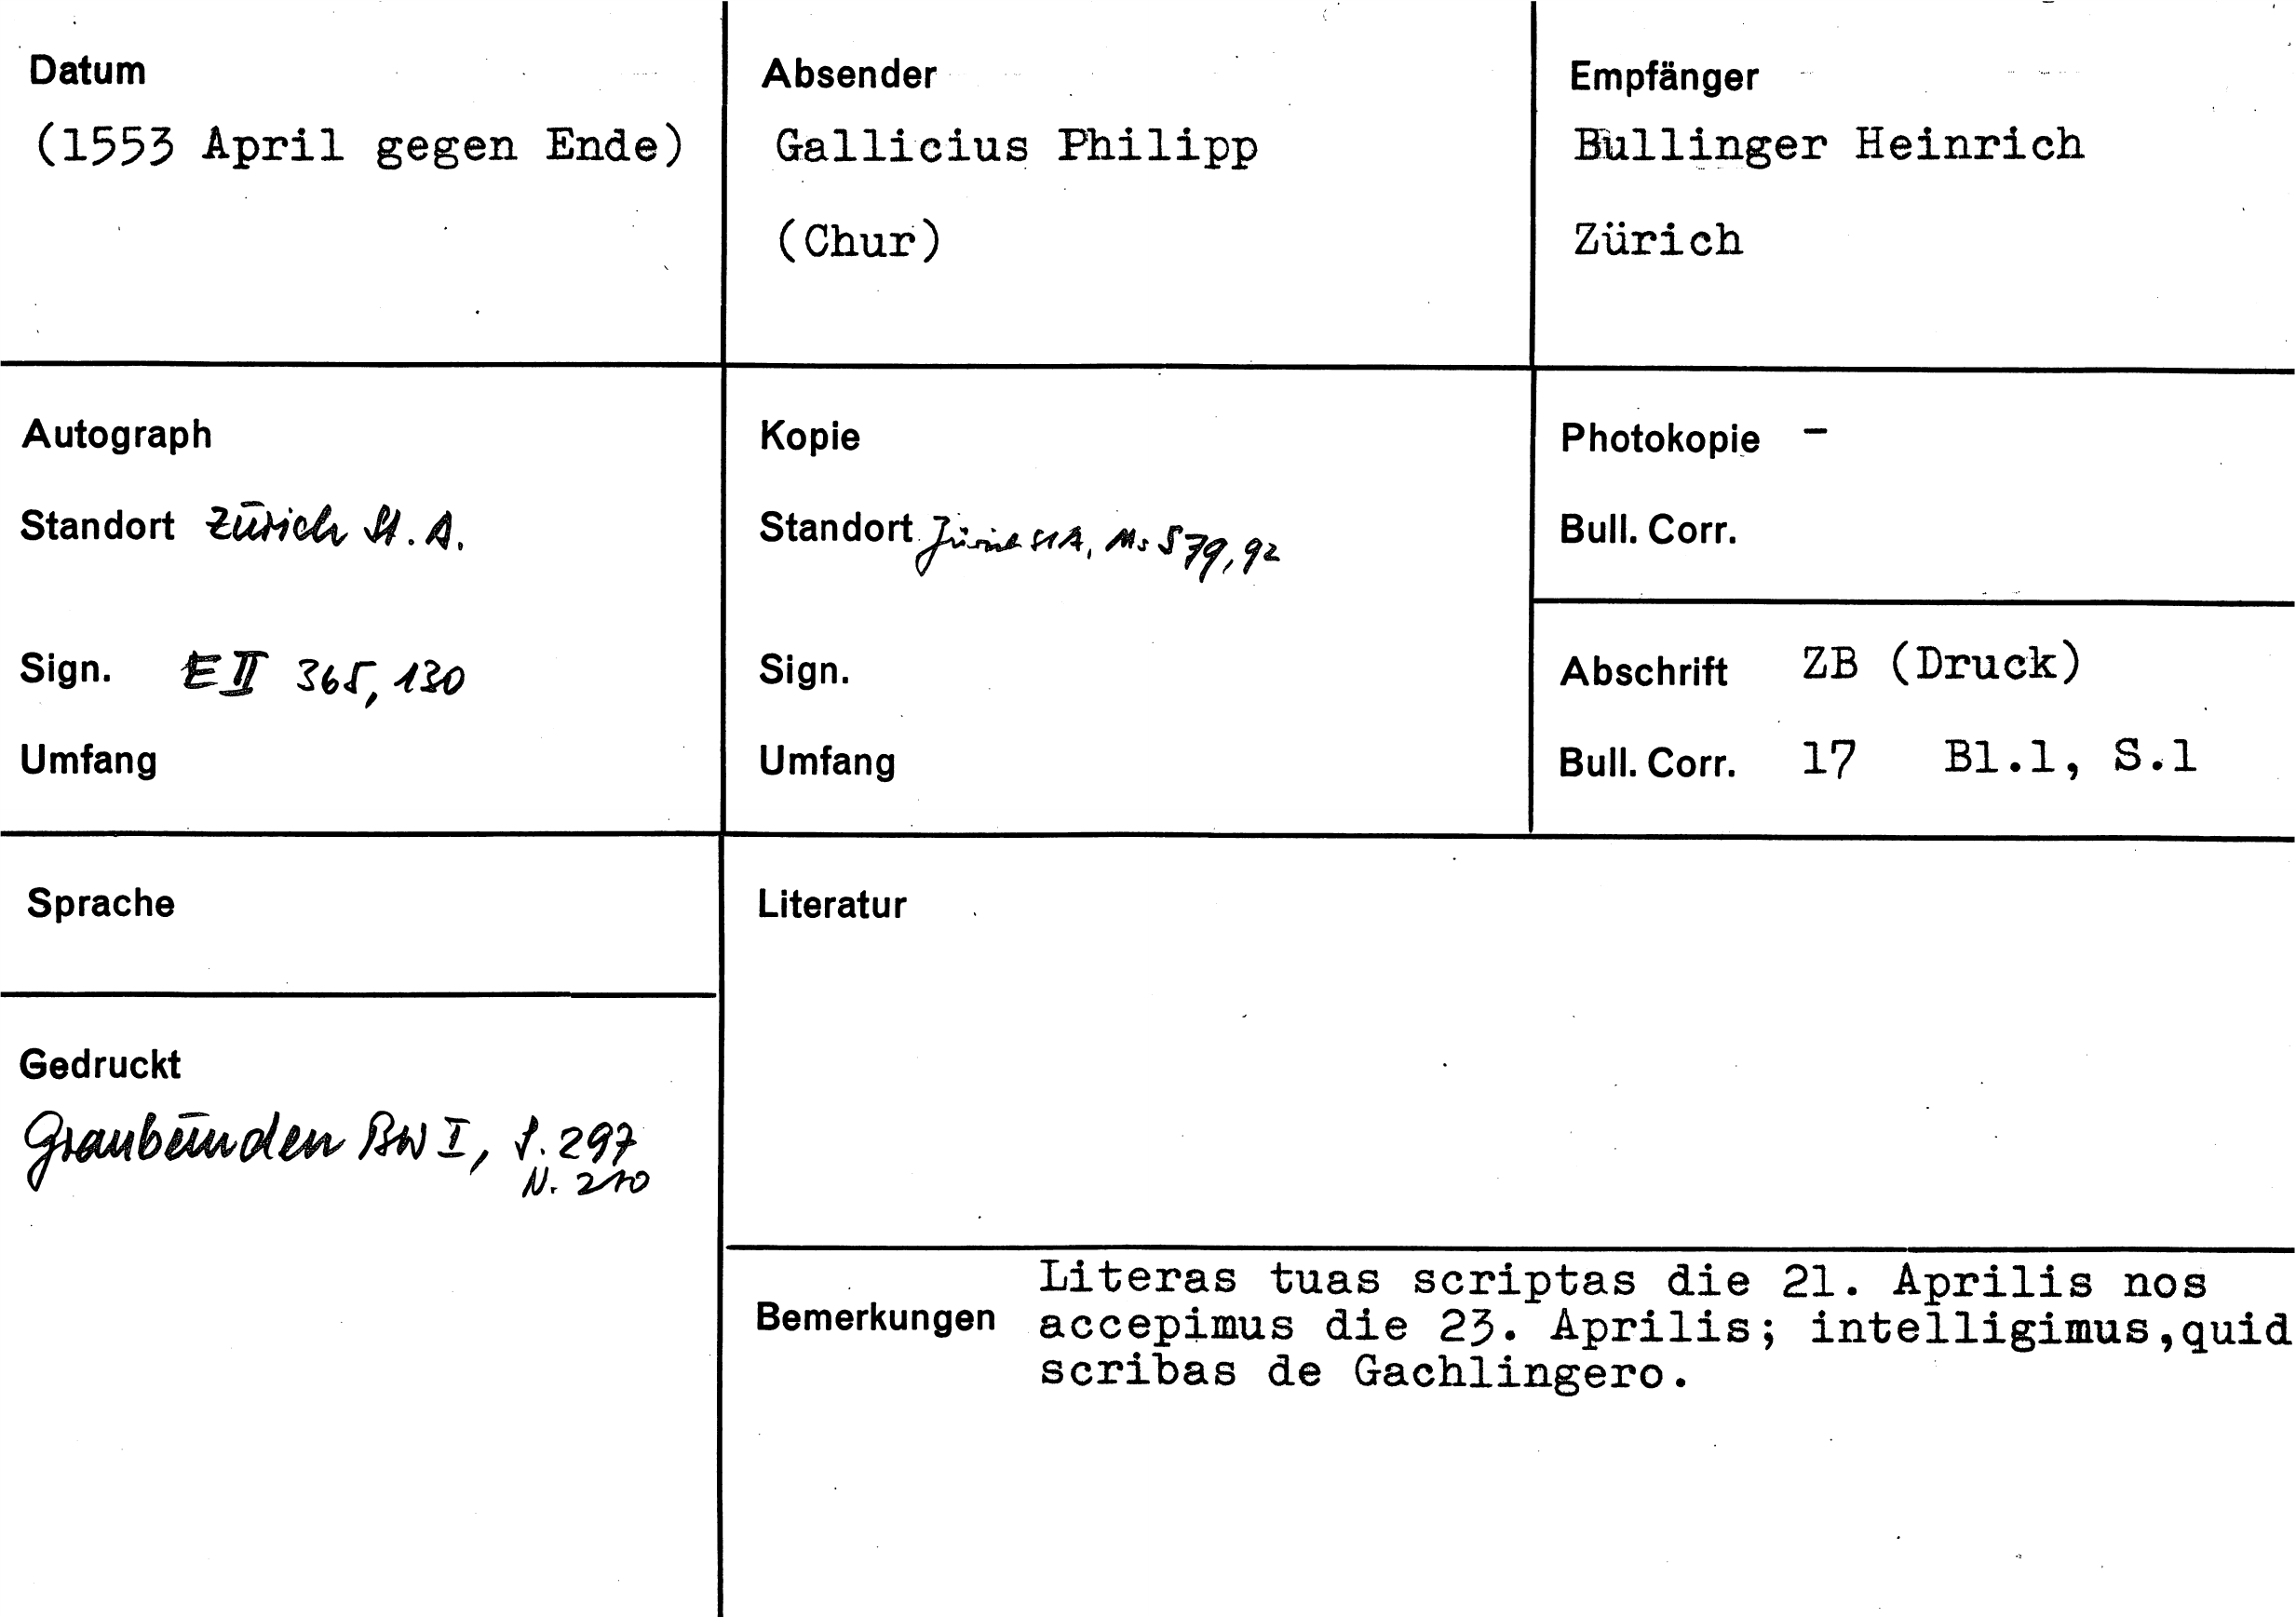 Datum
(1553 April gegen Ende)
Absender
Gallicius Philipp
(Chur)
Empfänger
Bullinger Heinrich
Zürich
Autograph
Standort Zürich St. A.
Sign. E II 365, 130
Umfang
Kopie
Standort Zürich StA, Ms S 79, 92
Sign.
Umfang
Photokopie -
Bull. Corr.
Abschrift ZB (Druck)
Bull. Corr. 17 Bl.1, S.1
Sprache
Gedruckt
Graubünden BW I, S. 297
N. 210
Literatur
Bemerkungen
Literas tuas scriptas die 21. Aprilis nos
accepimus die 23. Aprilis; intelligimus,quid
scribas de Gachlingero.